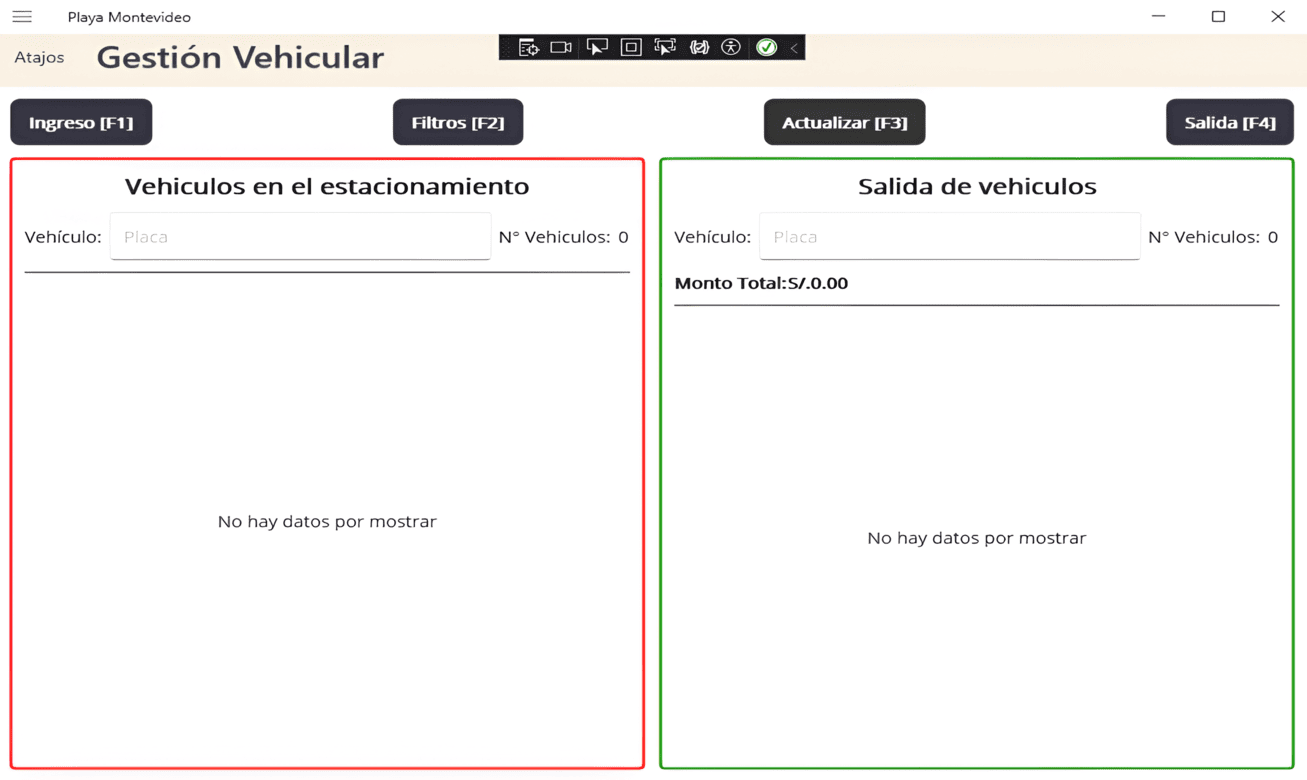 Playa Montevideo
Atajos Gestión Vehicular
Ingreso [F1] Filtros [F2] Actualizar [F3] Salida [F4]
Vehiculos en el estacionamiento
Vehículo: Placa N° Vehiculos: 0
No hay datos por mostrar
Salida de vehiculos
Vehículo: Placa N° Vehiculos: 0
Monto Total:S/.0.00
No hay datos por mostrar